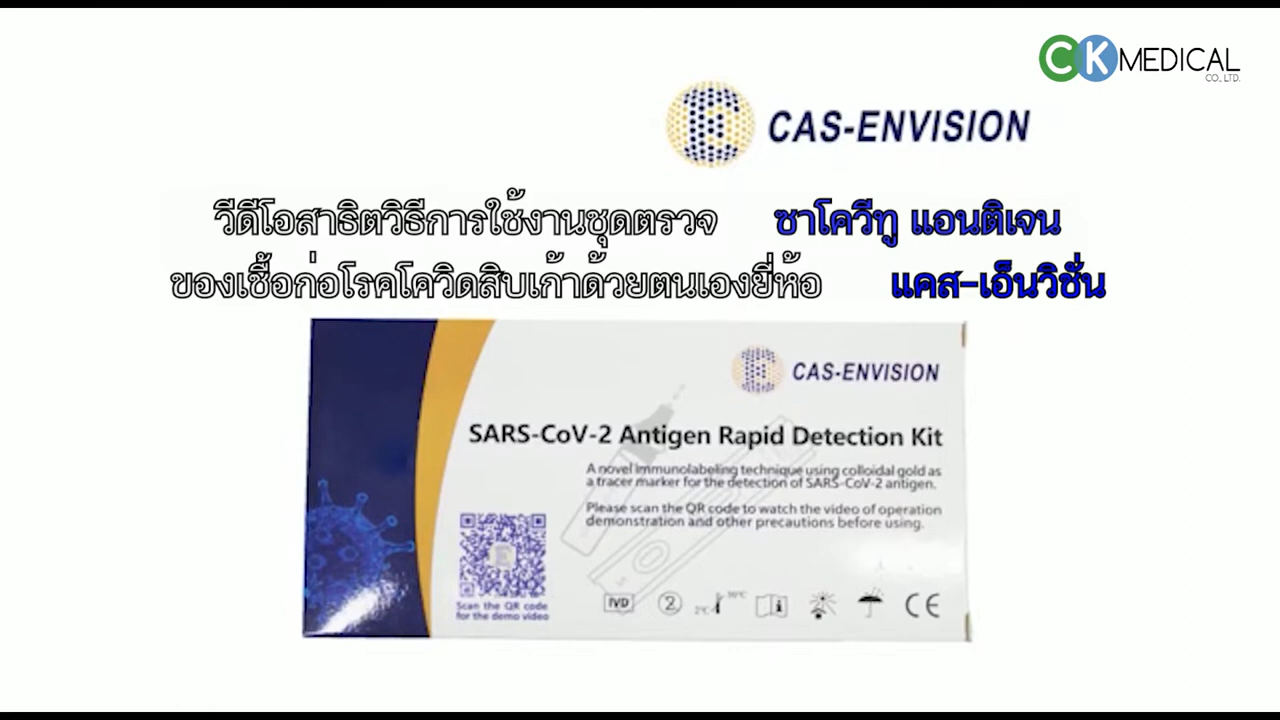 CK MEDICAL
CO., LTD.
CAS-ENVISION
วีดีโอสาธิตวิธีการใช้งานชุดตรวจ ซาโควีทู แอนติเจน
ของเชื้อก่อโรคโควิดสิบเก้าด้วยตนเองยี่ห้อ แคส-เอ็นวิชั่น
CAS-ENVISION
SARS-CoV-2 Antigen Rapid Detection Kit
A novel immunolabeling technique using colloidal gold as
a tracer marker for the detection of SARS-CoV-2 antigen.
Please scan the QR code to watch the video of operation
demonstration and other precautions before using.
Scan the QR code
for the demo video
IVD
2
2°C
30°C
i
CE